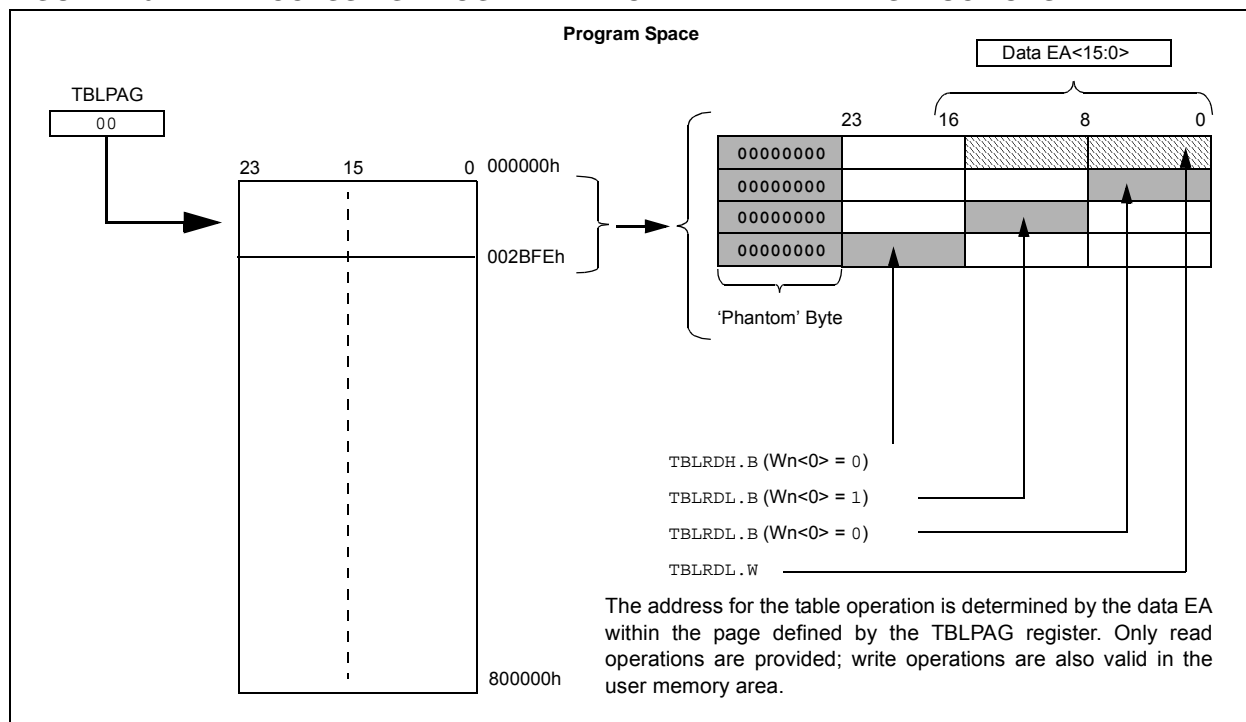 Program Space
Data EA<15:0>
TBLPAG
00
23 16 8 0
23 15 0
000000h
00000000
00000000
00000000
00000000
002BFEh
‘Phantom’ Byte
TBLRDH.B (Wn<0> = 0)
TBLRDL.B (Wn<0> = 1)
TBLRDL.B (Wn<0> = 0)
TBLRDL.W
The address for the table operation is determined by the data EA
within the page defined by the TBLPAG register. Only read
operations are provided; write operations are also valid in the
user memory area.
800000h